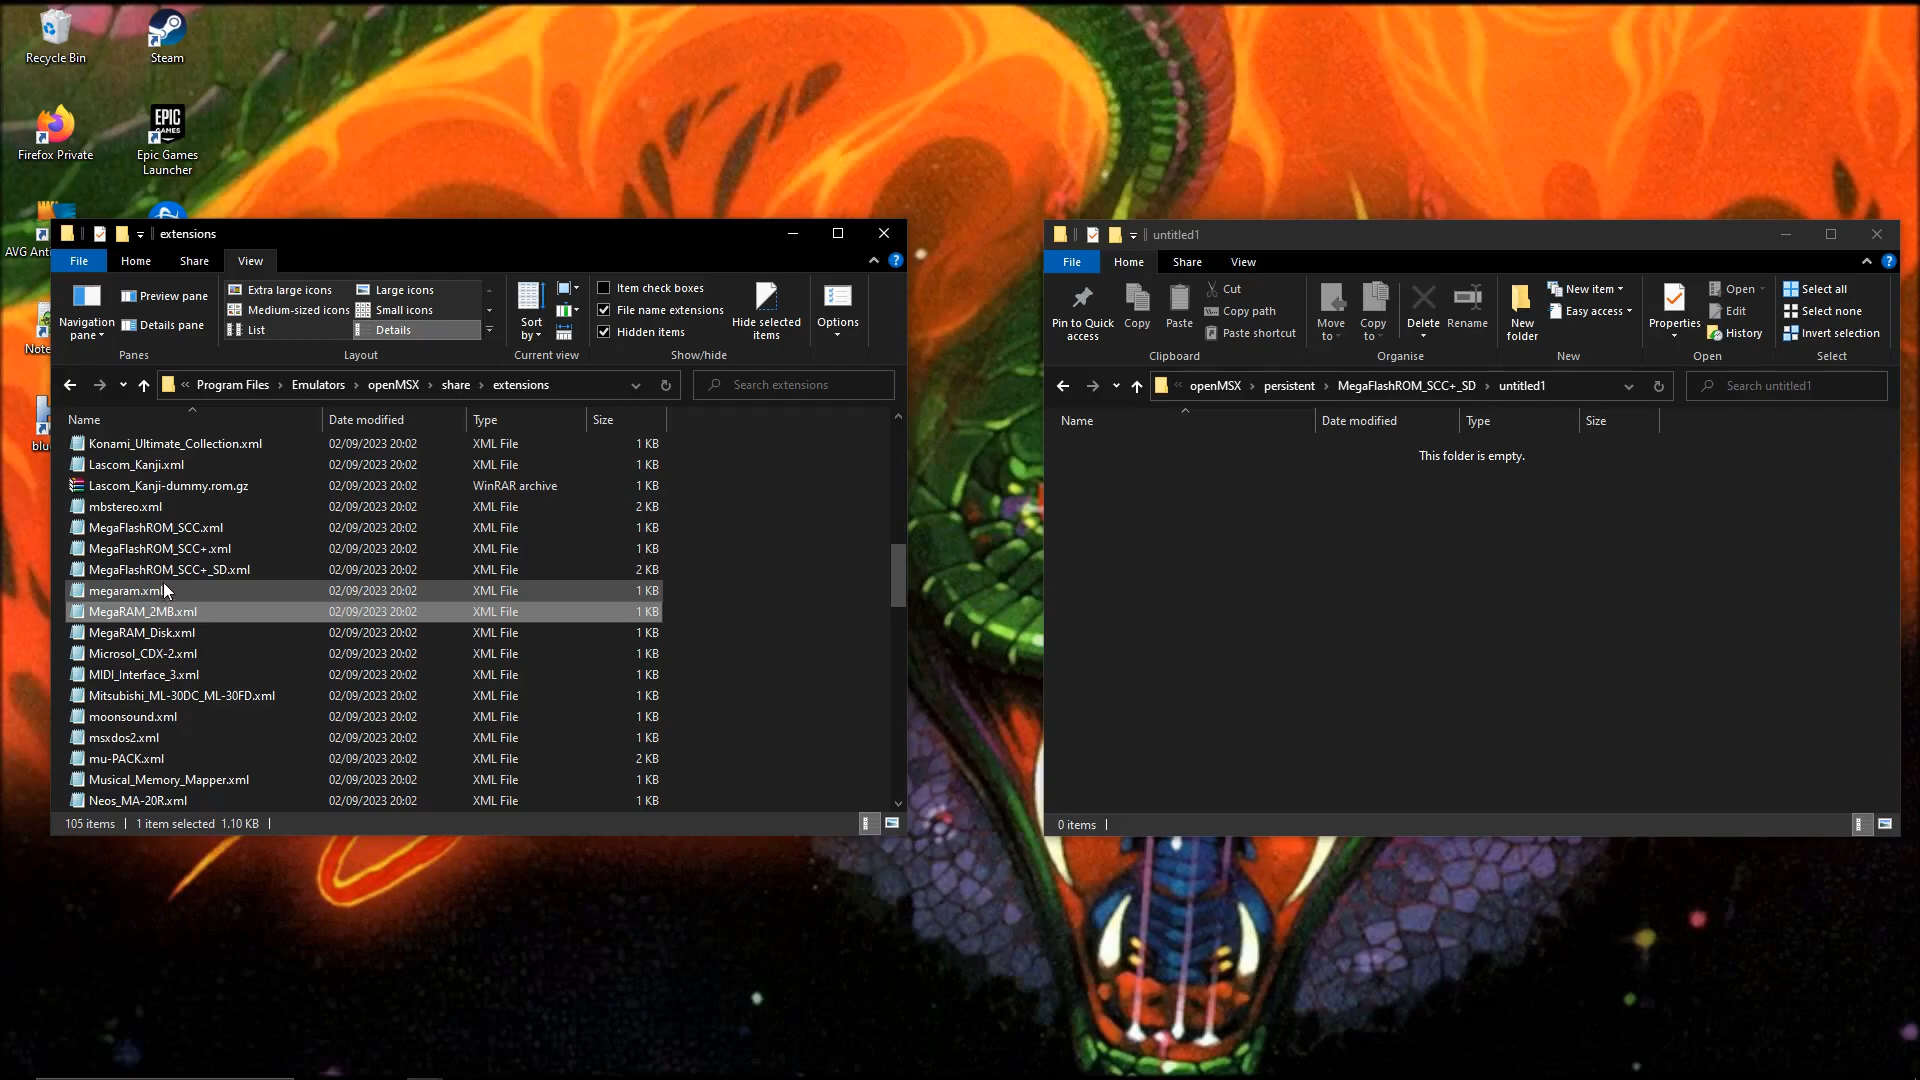 Recycle Bin
Steam
Firefox Private
EPIC
GAMES
Epic Games
Launcher
AVG Anti
Note
blu
extensions
File
Home
Share
View
Navigation
pane
Preview pane
Details pane
Panes
Extra large icons
Large icons
Medium-sized icons
Small icons
List
Details
Layout
Sort
by
Current view
Item check boxes
File name extensions
Hidden items
Hide selected
items
Show/hide
Options
« Program Files > Emulators > openMSX > share > extensions
Search extensions
Name Date modified Type Size
Konami_Ultimate_Collection.xml 02/09/2023 20:02 XML File 1 KB
Lascom_Kanji.xml 02/09/2023 20:02 XML File 1 KB
Lascom_Kanji-dummy.rom.gz 02/09/2023 20:02 WinRAR archive 1 KB
mbstereo.xml 02/09/2023 20:02 XML File 2 KB
MegaFlashROM_SCC.xml 02/09/2023 20:02 XML File 1 KB
MegaFlashROM_SCC+.xml 02/09/2023 20:02 XML File 1 KB
MegaFlashROM_SCC+_SD.xml 02/09/2023 20:02 XML File 2 KB
megaram.xml 02/09/2023 20:02 XML File 1 KB
MegaRAM_2MB.xml 02/09/2023 20:02 XML File 1 KB
MegaRAM_Disk.xml 02/09/2023 20:02 XML File 1 KB
Microsol_CDX-2.xml 02/09/2023 20:02 XML File 1 KB
MIDI_Interface_3.xml 02/09/2023 20:02 XML File 1 KB
Mitsubishi_ML-30DC_ML-30FD.xml 02/09/2023 20:02 XML File 1 KB
moonsound.xml 02/09/2023 20:02 XML File 1 KB
msxdos2.xml 02/09/2023 20:02 XML File 1 KB
mu-PACK.xml 02/09/2023 20:02 XML File 2 KB
Musical_Memory_Mapper.xml 02/09/2023 20:02 XML File 1 KB
Neos_MA-20R.xml 02/09/2023 20:02 XML File 1 KB
105 items 1 item selected 1.10 KB
untitled1
File
Home
Share
View
Pin to Quick
access
Copy
Paste
Cut
Copy path
Paste shortcut
Clipboard
Move
to
Copy
to
Delete
Rename
Organise
New
folder
New item
Easy access
New
Properties
Open
Edit
History
Open
Select all
Select none
Invert selection
Select
« openMSX > persistent > MegaFlashROM_SCC+_SD > untitled1
Search untitled1
Name Date modified Type Size
This folder is empty.
0 items